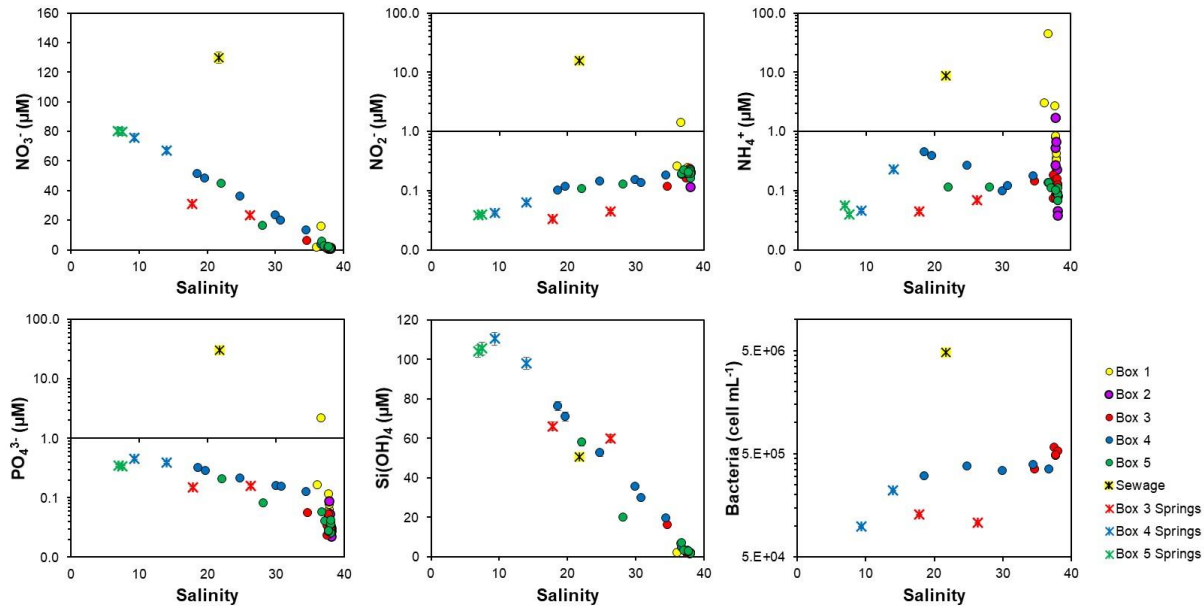 160
140
120
100
80
60
40
20
0
NO₃⁻ (µM)
0 10 20 30 40
Salinity
100.0
10.0
1.0
0.1
0.0
NO₂⁻ (µM)
0 10 20 30 40
Salinity
100.0
10.0
1.0
0.1
0.0
NH₄⁺ (µM)
0 10 20 30 40
Salinity
100.0
10.0
1.0
0.1
0.0
PO₄³⁻ (µM)
0 10 20 30 40
Salinity
120
100
80
60
40
20
0
Si(OH)₄ (µM)
0 10 20 30 40
Salinity
5.E+06
5.E+05
5.E+04
Bacteria (cell mL⁻¹)
0 10 20 30 40
Salinity
Box 1
Box 2
Box 3
Box 4
Box 5
Sewage
Box 3 Springs
Box 4 Springs
Box 5 Springs